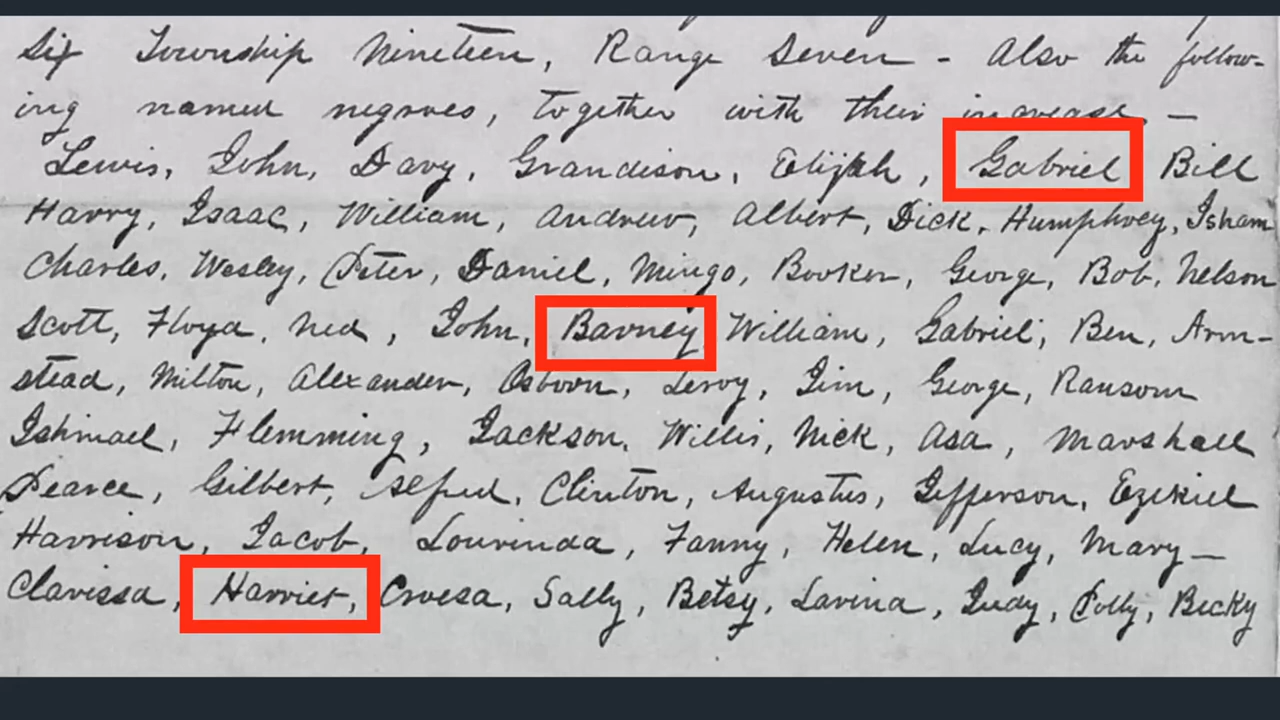 Six Township Nineteen, Range Seven - Also the follow-
ing named negroes, together with their increase -
Lewis, John, Davy, Grandison, Elijah, Gabriel Bill
Harry, Isaac, William, Andrew, Albert, Dick, Humphrey, Isham
Charles, Wesley, Peter, Daniel, Mingo, Booker, George, Bob, Nelson
Scott, Floyd, Ned, John, Barney William, Gabriel, Ben, Arm-
stead, Milton, Alexander, Osborn, Leroy, Jim, George, Ransom
Ishmael, Flemming, Jackson, Willis, Nick, Asa, Marshall
Pearce, Gilbert, Alfred, Clinton, Augustus, Jefferson, Ezekiel
Harrison, Jacob, Lourinda, Fanny, Helen, Lucy, Mary-
Clarissa, Harriet, Creesa, Sally, Betsy, Lavina, Judy, Polly, Becky